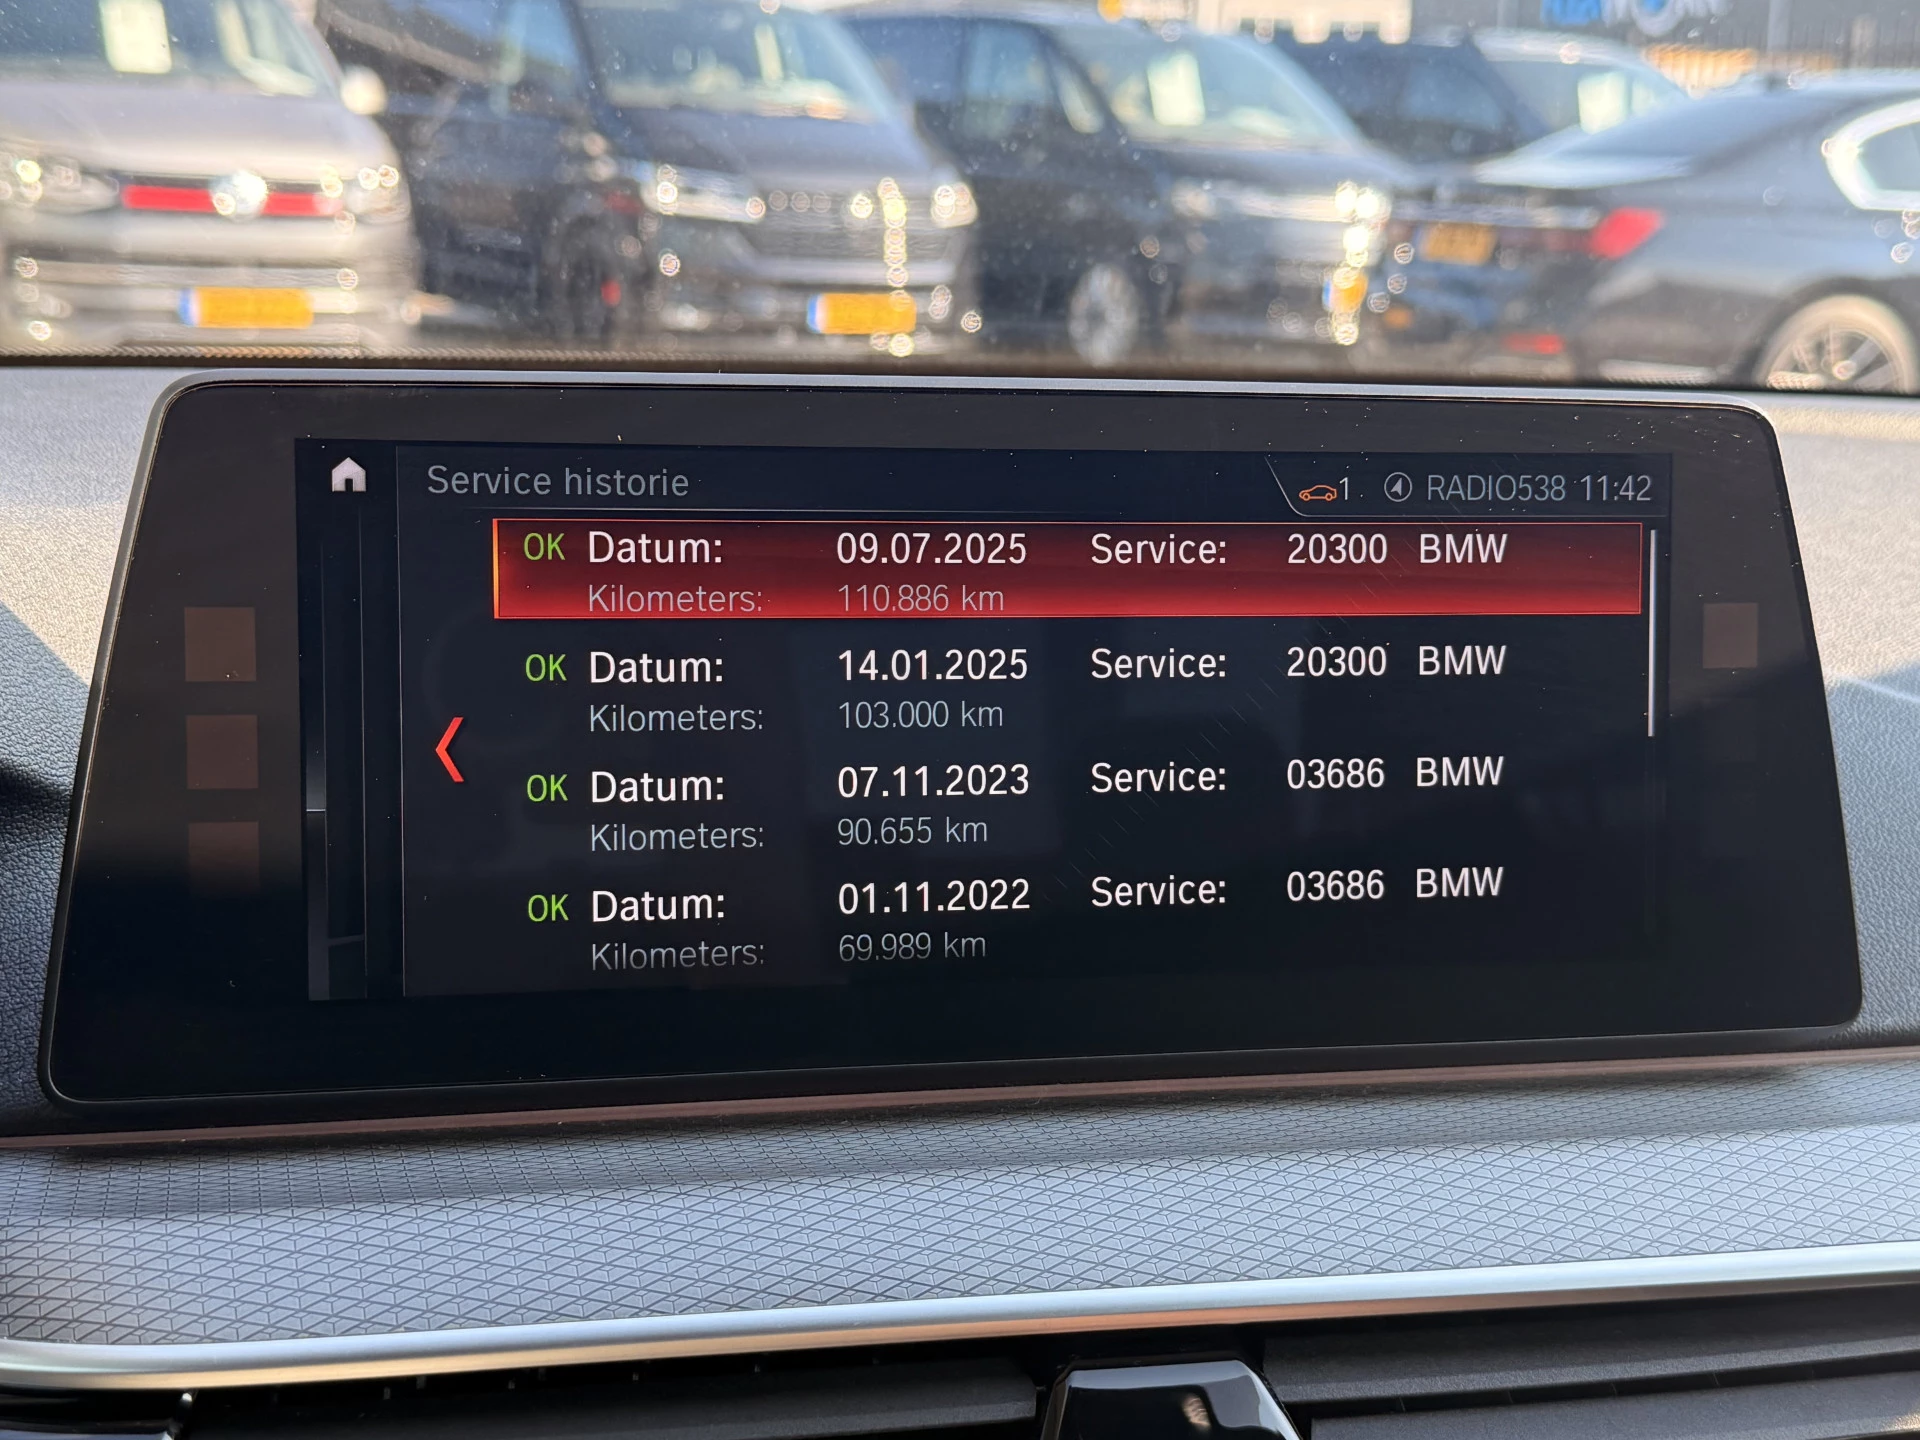 Service historie
1 RADIO538 11:42
OK Datum: 09.07.2025 Service: 20300 BMW
Kilometers: 110.886 km
OK Datum: 14.01.2025 Service: 20300 BMW
Kilometers: 103.000 km
OK Datum: 07.11.2023 Service: 03686 BMW
Kilometers: 90.655 km
OK Datum: 01.11.2022 Service: 03686 BMW
Kilometers: 69.989 km